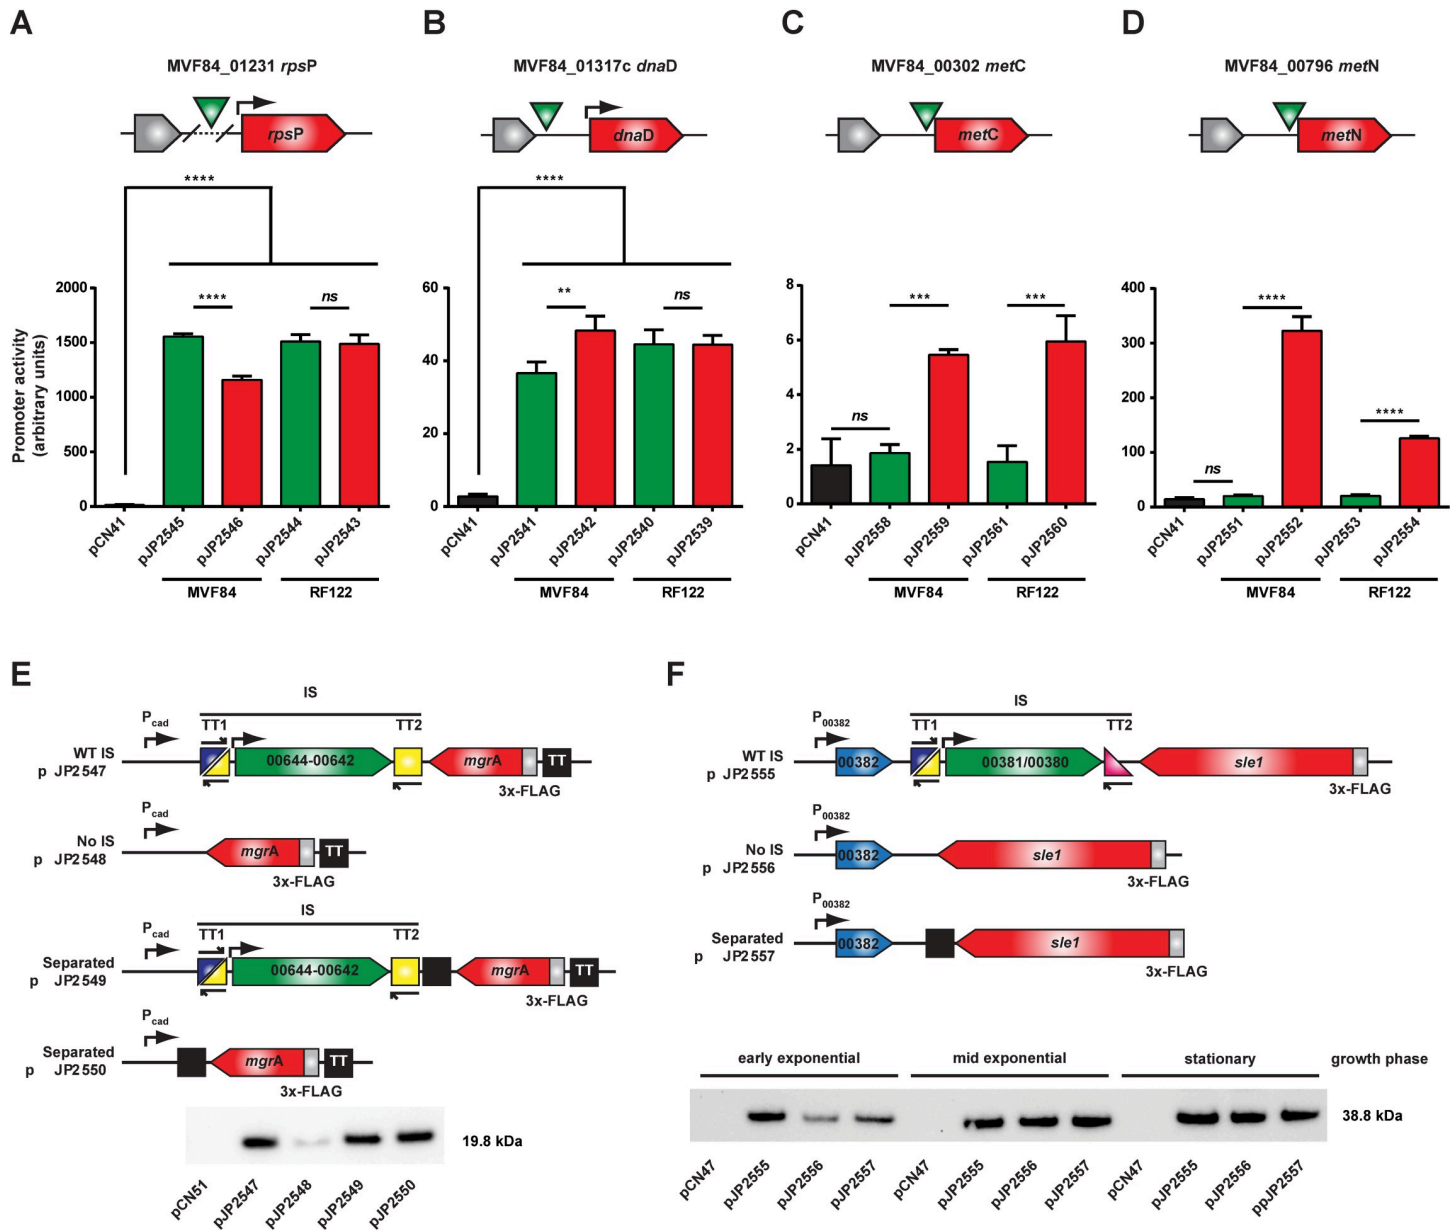 A
B
C
D
MVF84_01231 rpsP
MVF84_01317c dnaD
MVF84_00302 metC
MVF84_00796 metN
rpsP
dnaD
metC
metN
Promoter activity
(arbitrary units)
2000
1500
1000
500
0
****
****
ns
pCN41
pJP2545
pJP2546
pJP2544
pJP2543
MVF84
RF122
60
40
20
0
****
**
ns
pCN41
pJP2541
pJP2542
pJP2540
pJP2539
MVF84
RF122
8
6
4
2
0
ns
***
***
pCN41
pJP2558
pJP2559
pJP2561
pJP2560
MVF84
RF122
400
300
200
100
0
ns
****
****
pCN41
pJP2551
pJP2552
pJP2553
pJP2554
MVF84
RF122
E
IS
Pcad
TT1
TT2
WT IS
p JP2547
00644-00642
mgrA
TT
3x-FLAG
Pcad
No IS
p JP2548
mgrA
TT
3x-FLAG
IS
Pcad
TT1
TT2
Separated
p JP2549
00644-00642
mgrA
TT
3x-FLAG
Pcad
Separated
p JP2550
mgrA
TT
3x-FLAG
19.8 kDa
pCN51
pJP2547
pJP2548
pJP2549
pJP2550
F
IS
P00382
TT1
TT2
WT IS
p JP2555
00382
00381/00380
sle1
3x-FLAG
P00382
No IS
p JP2556
00382
sle1
3x-FLAG
P00382
Separated
p JP2557
00382
sle1
3x-FLAG
early exponential
mid exponential
stationary
growth phase
38.8 kDa
pCN47
pJP2555
pJP2556
pJP2557
pCN47
pJP2555
pJP2556
pJP2557
pCN47
pJP2555
pJP2556
ppJP2557